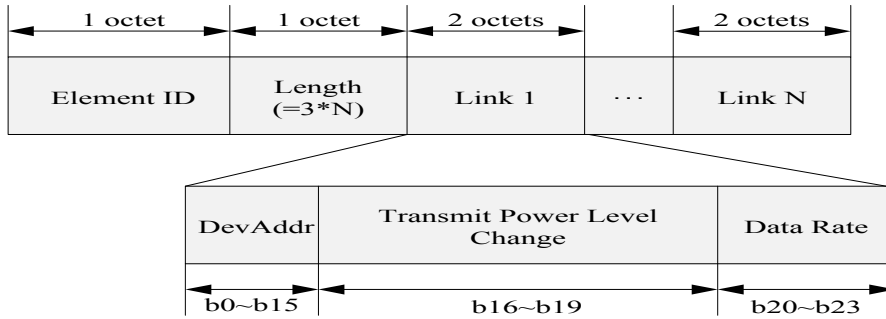 1 octet 1 octet 2 octets 2 octets
Element ID Length (=3*N) Link 1 ··· Link N
DevAddr Transmit Power Level Change Data Rate
b0~b15 b16~b19 b20~b23